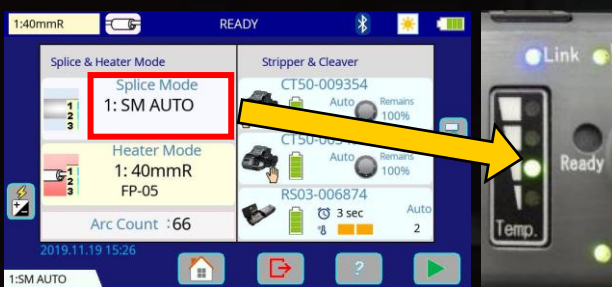 1:40mmR
READY
Splice & Heater Mode
Splice Mode
1: SM AUTO
1
2
3
Heater Mode
1: 40mmR
FP-05
1
2
3
Arc Count :66
2019.11.19 15:26
1:SM AUTO
Stripper & Cleaver
CT50-009354
Auto
Remains
100%
Auto
Remains
100%
RS03-006874
3 sec
Auto
2
?
Link
Ready
Temp.